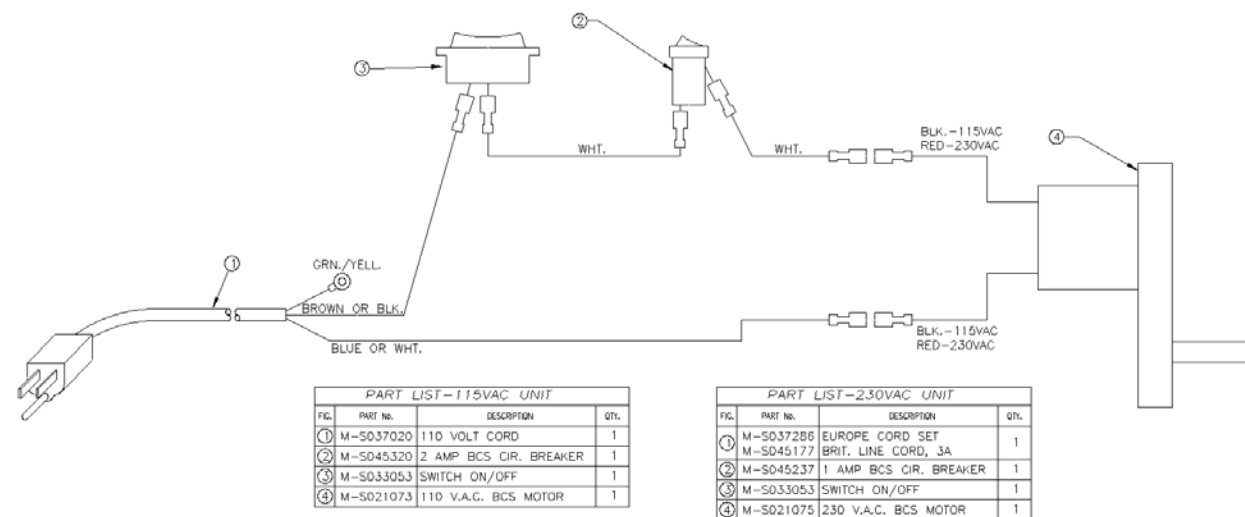 ②
③
BLK.-115VAC
RED-230VAC
④
WHT.
WHT.
①
GRN./YELL.
BROWN OR BLK.
BLUE OR WHT.
BLK.-115VAC
RED-230VAC
PART LIST-115VAC UNIT
FIG. PART No. DESCRIPTION QTY.
① M-S037020 110 VOLT CORD 1
② M-S045320 2 AMP BCS CIR. BREAKER 1
③ M-S033053 SWITCH ON/OFF 1
④ M-S021073 110 V.A.C. BCS MOTOR 1
PART LIST-230VAC UNIT
FIG. PART No. DESCRIPTION QTY.
① M-S037286 EUROPE CORD SET 1
M-S045177 BRIT. LINE CORD, 3A
② M-S045237 1 AMP BCS CIR. BREAKER 1
③ M-S033053 SWITCH ON/OFF 1
④ M-S021075 230 V.A.C. BCS MOTOR 1